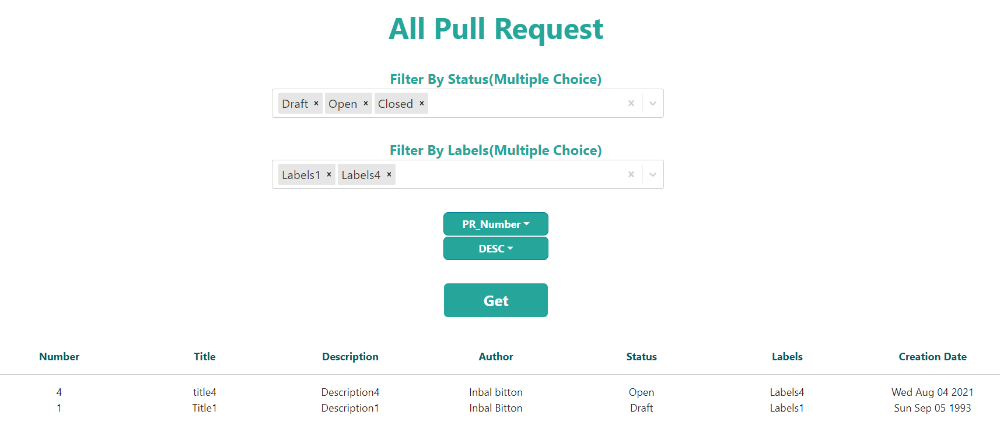 All Pull Request
Filter By Status(Multiple Choice)
Draft × Open × Closed ×
Filter By Labels(Multiple Choice)
Labels1 × Labels4 ×
PR_Number
DESC
Get
Number Title Description Author Status Labels Creation Date
4 title4 Description4 Inbal bitton Open Labels4 Wed Aug 04 2021
1 Title1 Description1 Inbal Bitton Draft Labels1 Sun Sep 05 1993